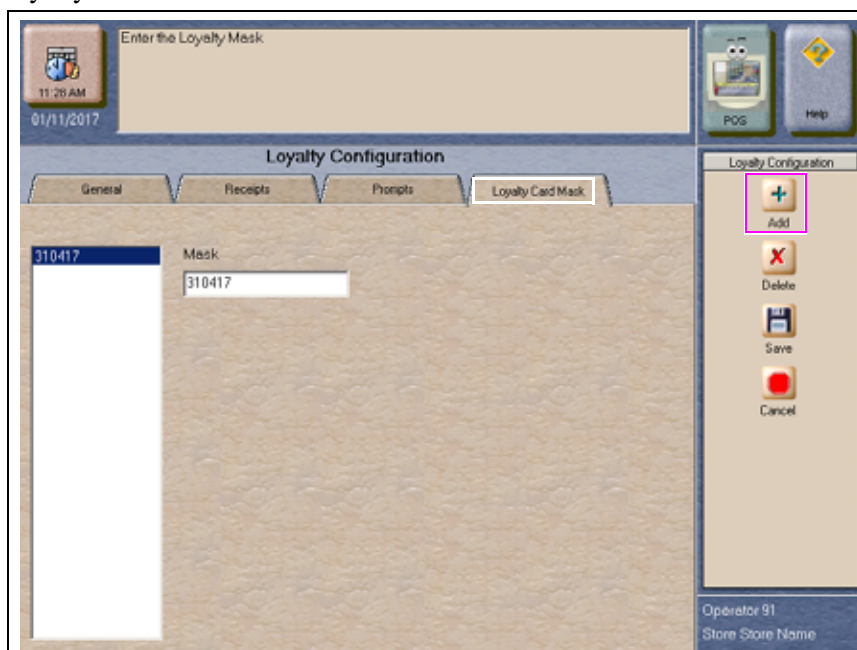 Enter the Loyalty Mask
11:26 AM
01/11/2017
POS
Help
Loyalty Configuration
General
Receipts
Prompts
Loyalty Card Mask
Loyalty Configuration
Add
Delete
Save
Cancel
310417
Mask
310417
Operator 91
Store Store Name